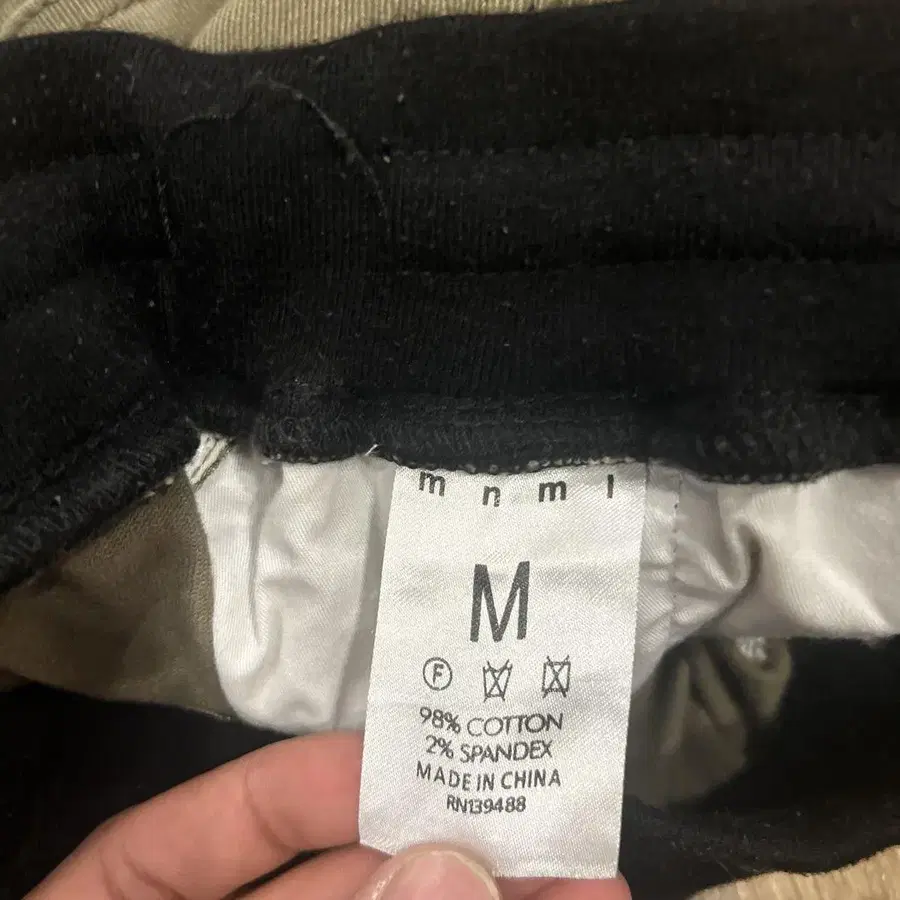 m n m l
M
F
98% COTTON
2% SPANDEX
MADE IN CHINA
RN139488